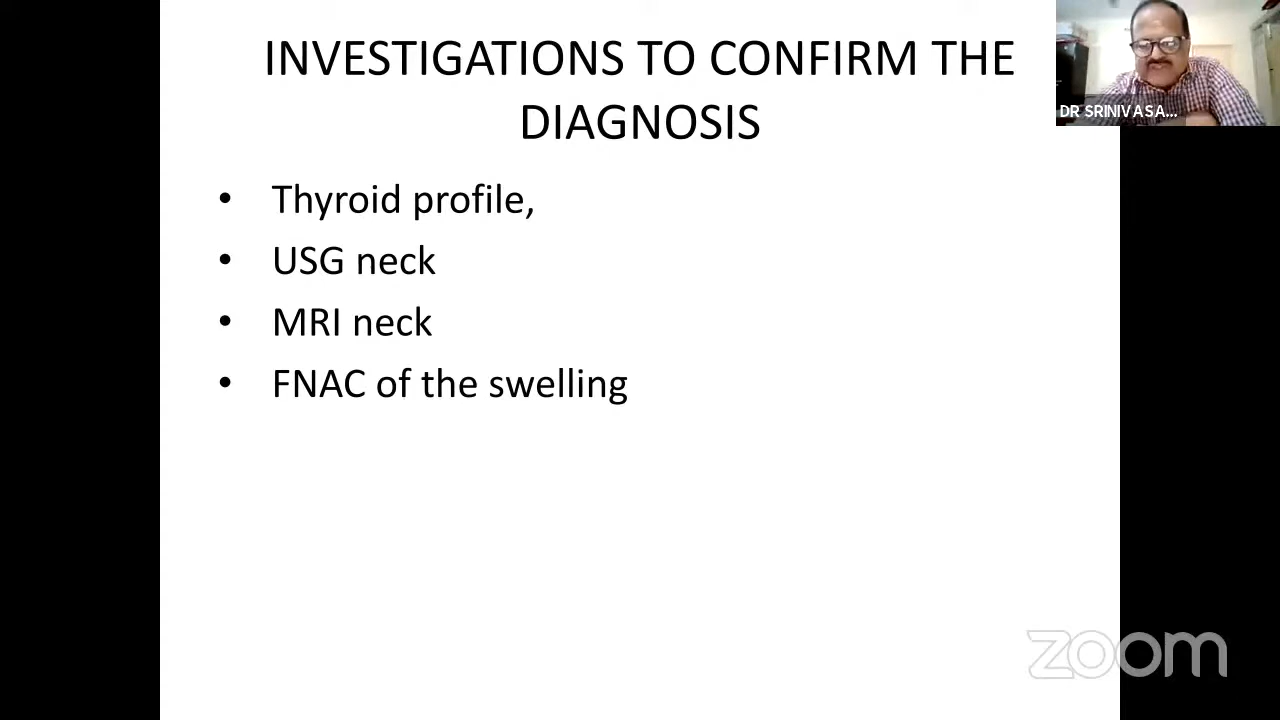 INVESTIGATIONS TO CONFIRM THE
DIAGNOSIS
• Thyroid profile,
• USG neck
• MRI neck
• FNAC of the swelling
DR SRINIVASA...
zoom